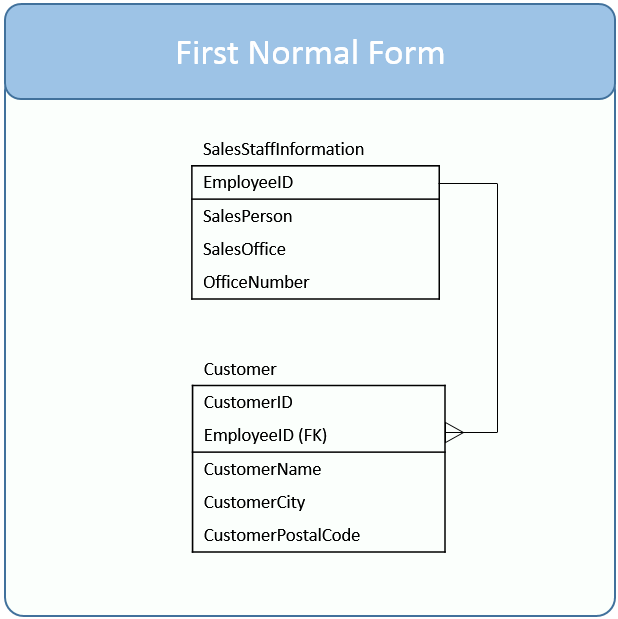 First Normal Form
SalesStaffInformation
EmployeeID
SalesPerson
SalesOffice
OfficeNumber
Customer
CustomerID
EmployeeID (FK)
CustomerName
CustomerCity
CustomerPostalCode